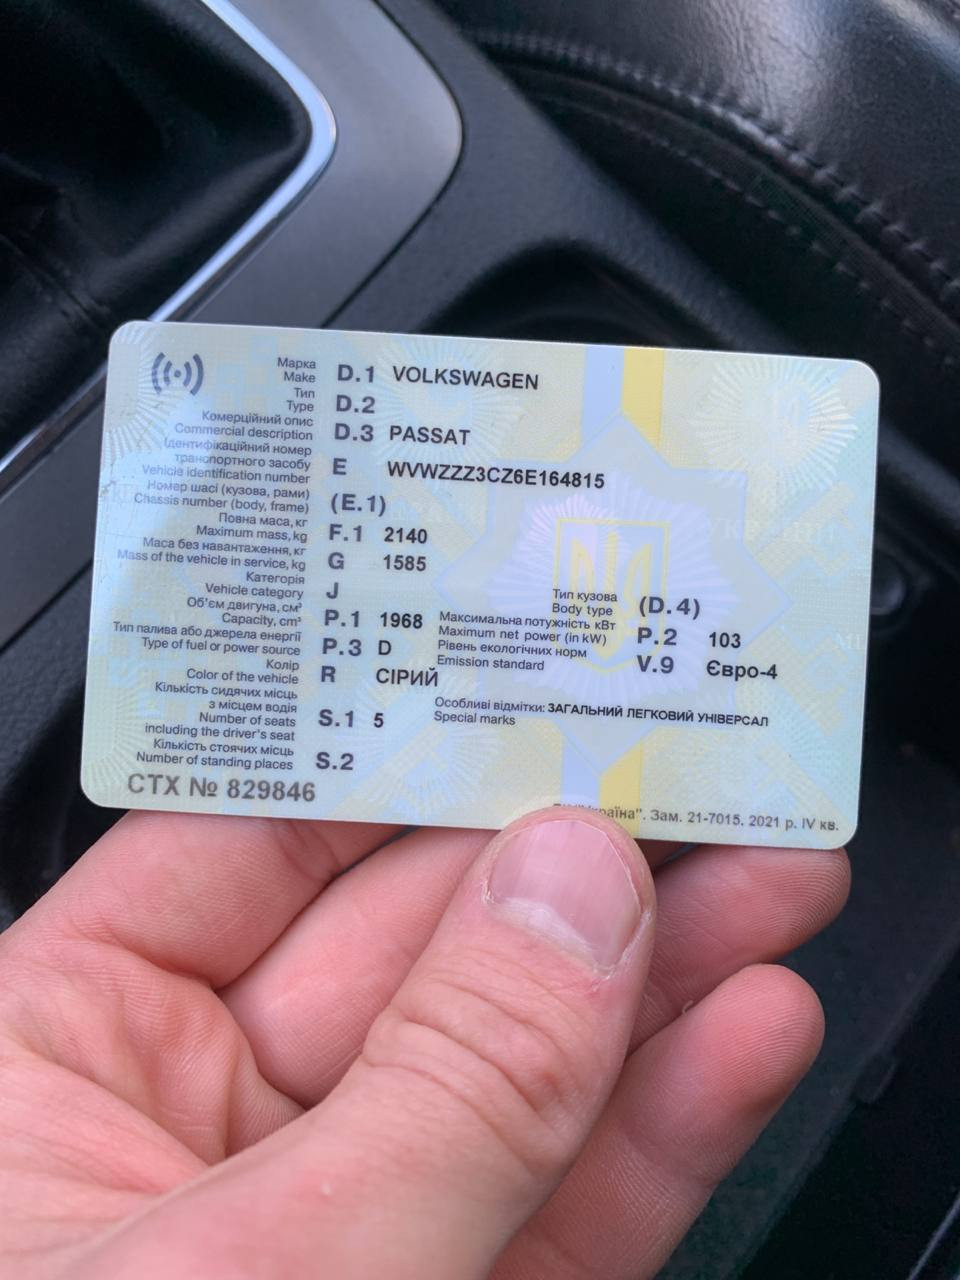 Марка
Make D.1 VOLKSWAGEN
Тип
Type D.2
Комерційний опис
Commercial description D.3 PASSAT
Ідентифікаційний номер
транспортного засобу
Vehicle identification number E WVWZZZ3CZ6E164815
Номер шасі (кузова, рами)
Chassis number (body, frame) (E.1)
Повна маса, кг
Maximum mass, kg F.1 2140
Маса без навантаження, кг
Mass of the vehicle in service, kg G 1585
Категорія
Vehicle category J
Об'єм двигуна, см³
Capacity, cm³ P.1 1968
Тип палива або джерела енергії
Type of fuel or power source P.3 D
Колір
Color of the vehicle R СІРИЙ
Кількість сидячих місць
з місцем водія
Number of seats
including the driver's seat S.1 5
Кількість стоячих місць
Number of standing places S.2
СТХ № 829846
Тип кузова
Body type (D.4)
Максимальна потужність кВт
Maximum net power (in kW) P.2 103
Рівень екологічних норм
Emission standard V.9 Євро-4
Особливі відмітки: ЗАГАЛЬНИЙ ЛЕГКОВИЙ УНІВЕРСАЛ
Special marks
Зам. 21-7015. 2021 р. IV кв.